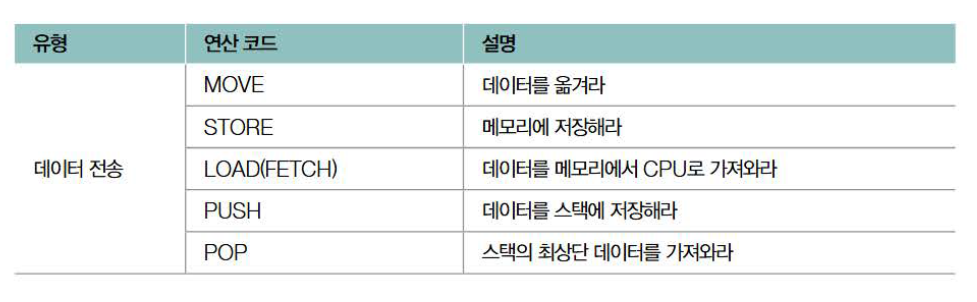 유형 연산 코드 설명
MOVE 데이터를 옮겨라
STORE 메모리에 저장해라
데이터 전송 LOAD(FETCH) 데이터를 메모리에서 CPU로 가져와라
PUSH 데이터를 스택에 저장해라
POP 스택의 최상단 데이터를 가져와라